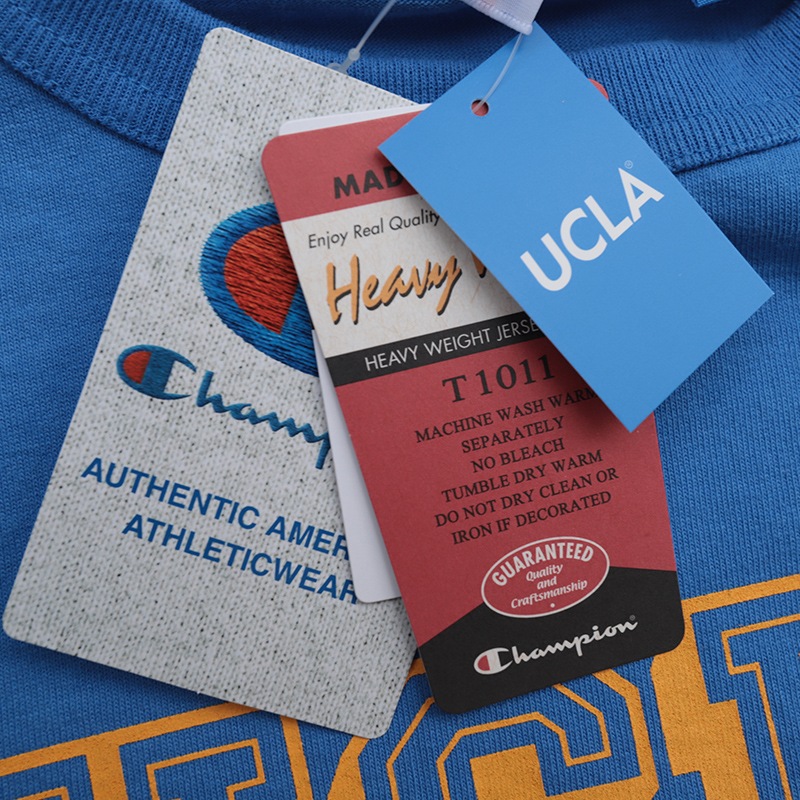 Champion
AUTHENTIC AMER
ATHLETICWEAR
MAD
Enjoy Real Quality
Heavy
HEAVY WEIGHT JERSE
T1011
MACHINE WASH WARM
SEPARATELY
NO BLEACH
TUMBLE DRY WARM
DO NOT DRY CLEAN OR
IRON IF DECORATED
GUARANTEED
Quality
and
Craftsmanship
Champion
UCLA®
UCL